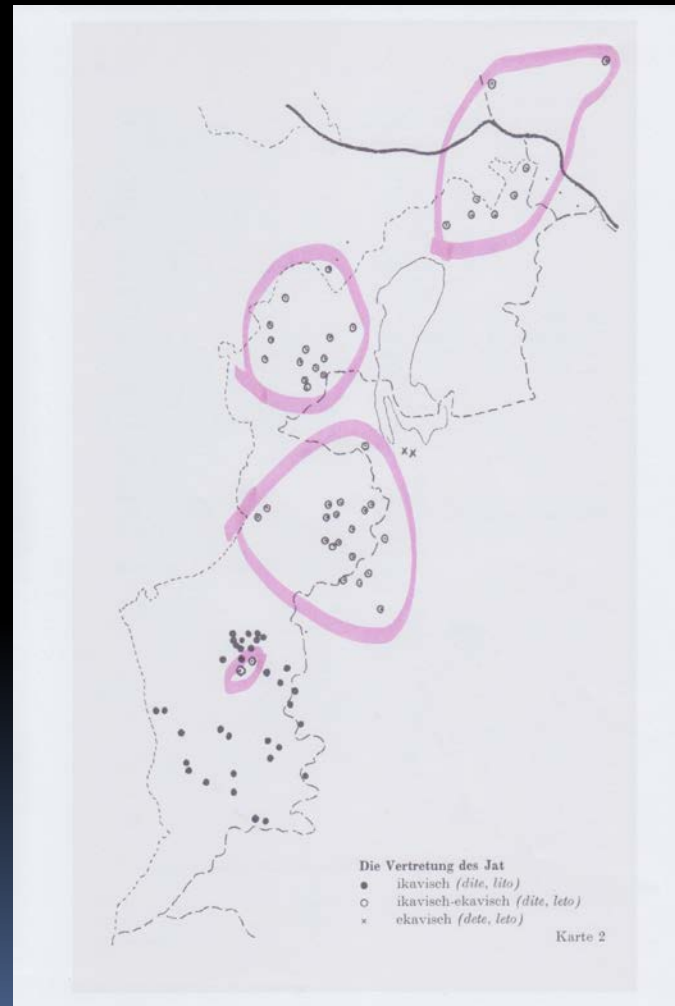 Die Vertretung des Jat
● ikavisch (dite, lito)
○ ikavisch-ekavisch (dite, leto)
× ekavisch (dete, leto)
Karte 2